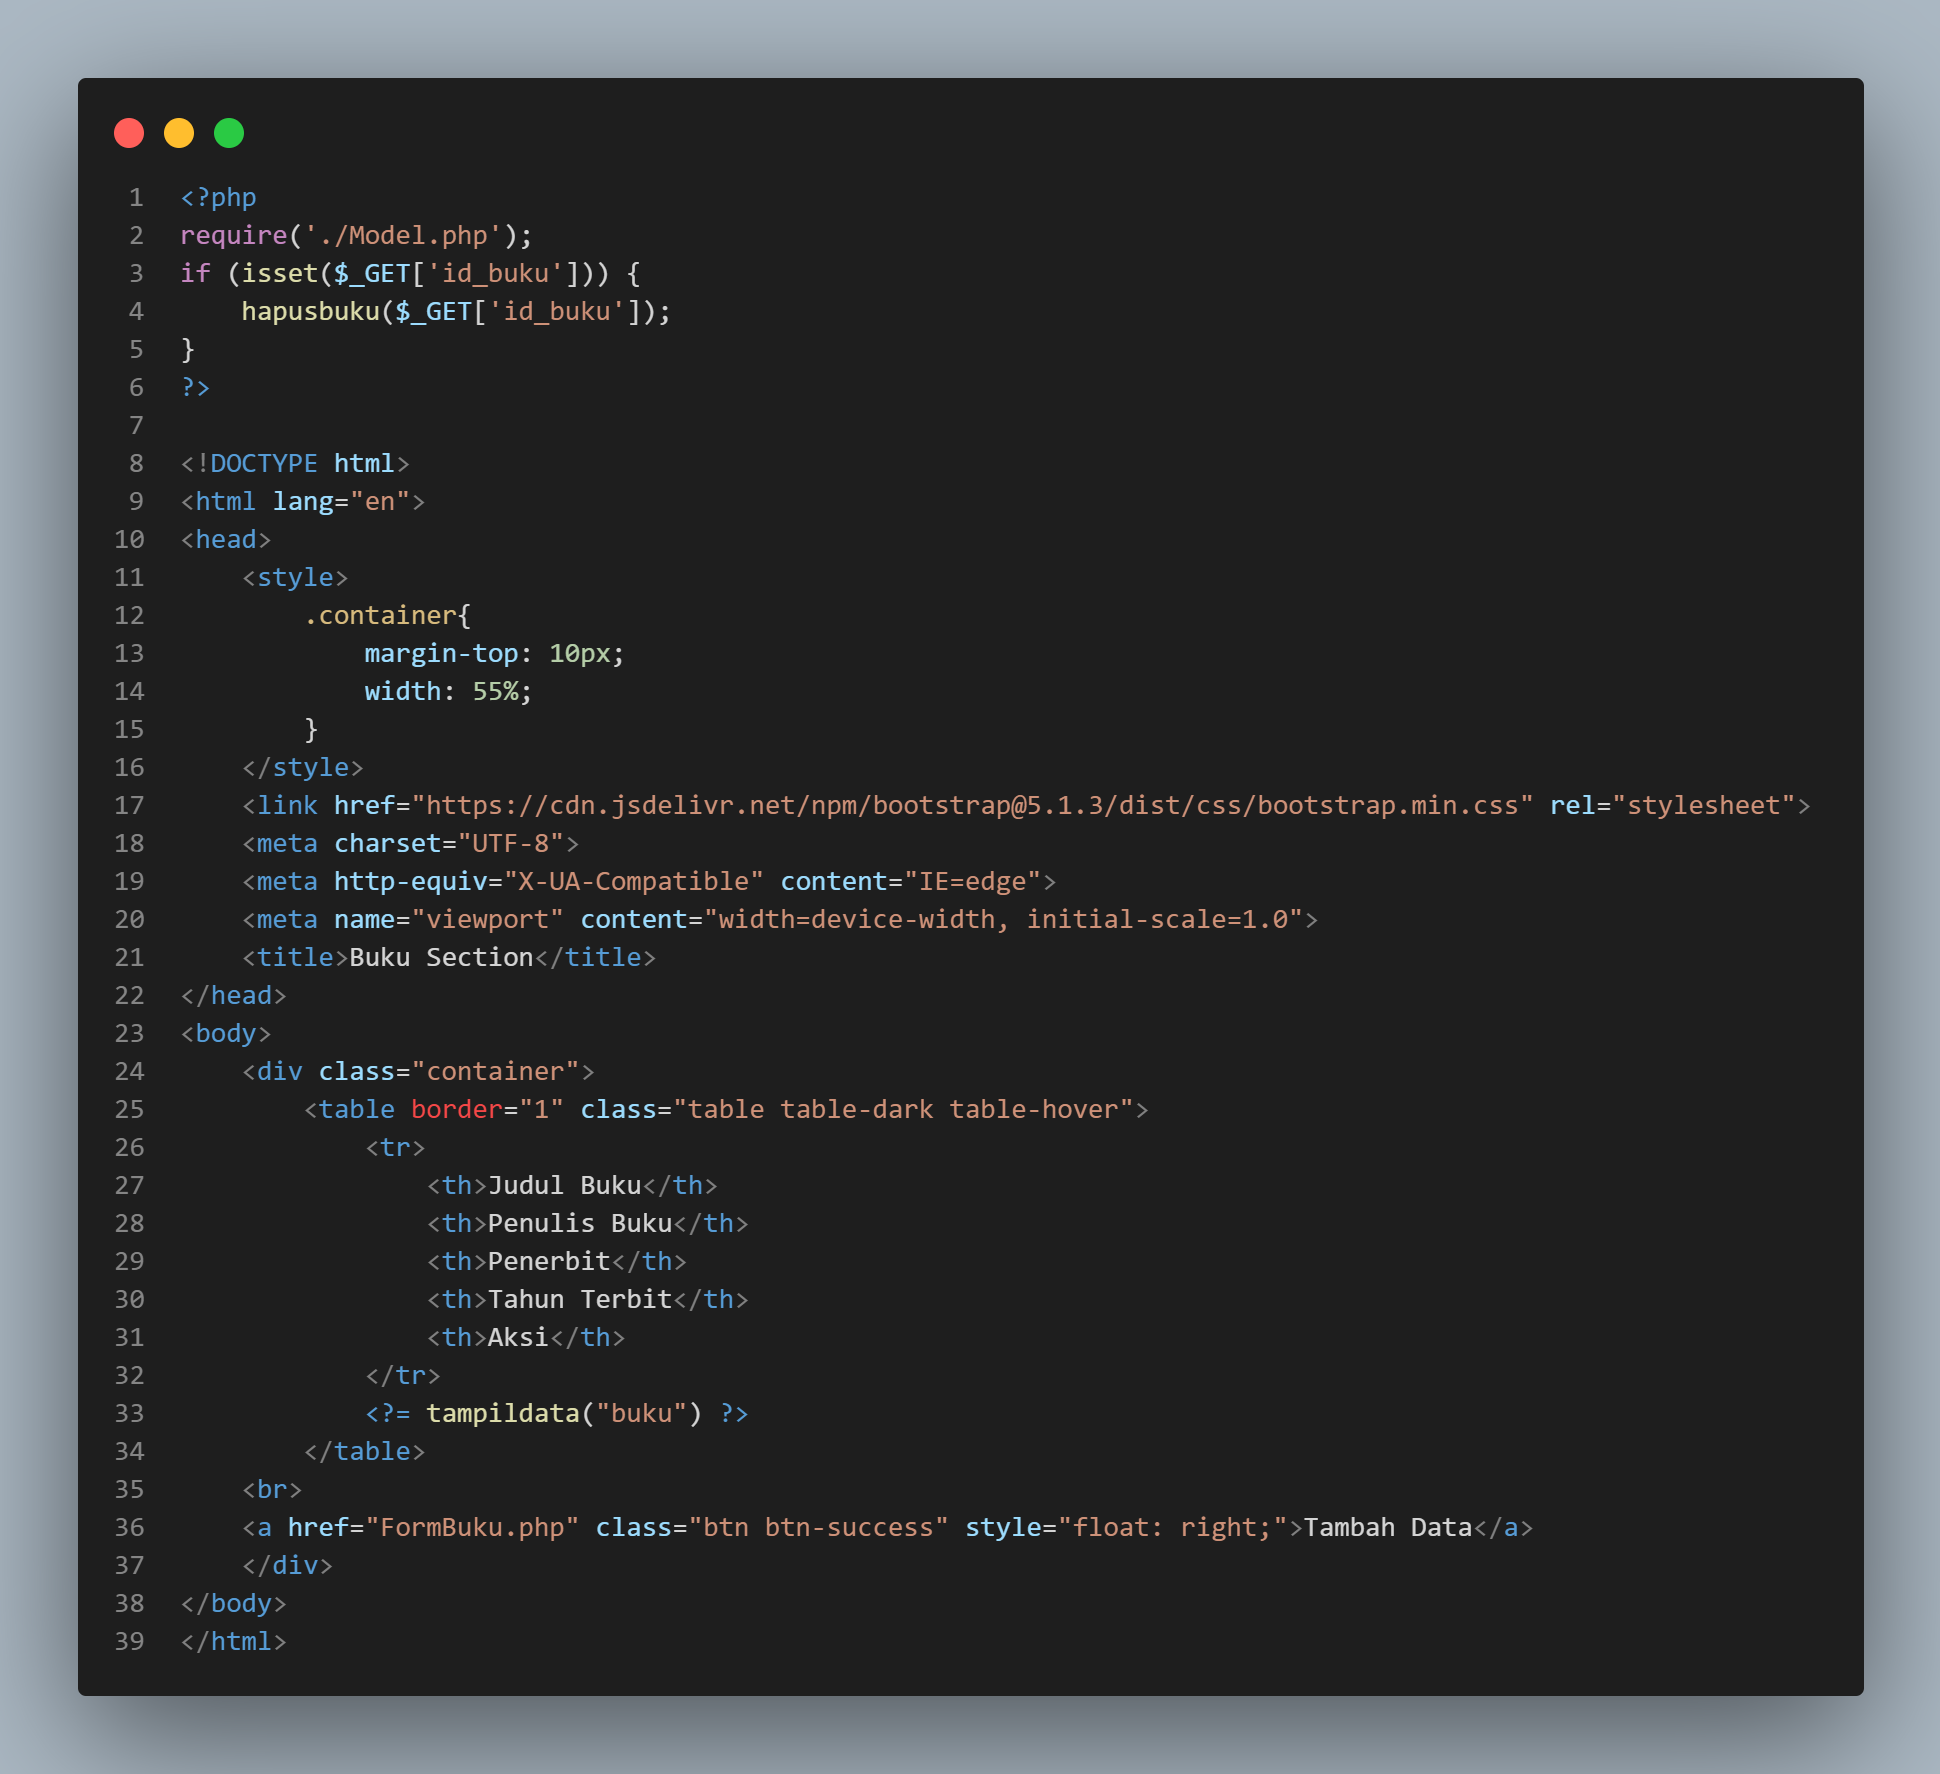 1 <?php
2 require('./Model.php');
3 if (isset($_GET['id_buku'])) {
4     hapusbuku($_GET['id_buku']);
5 }
6 ?>
7
8 <!DOCTYPE html>
9 <html lang="en">
10 <head>
11     <style>
12         .container{
13             margin-top: 10px;
14             width: 55%;
15         }
16     </style>
17     <link href="https://cdn.jsdelivr.net/npm/bootstrap@5.1.3/dist/css/bootstrap.min.css" rel="stylesheet">
18     <meta charset="UTF-8">
19     <meta http-equiv="X-UA-Compatible" content="IE=edge">
20     <meta name="viewport" content="width=device-width, initial-scale=1.0">
21     <title>Buku Section</title>
22 </head>
23 <body>
24     <div class="container">
25         <table border="1" class="table table-dark table-hover">
26             <tr>
27                 <th>Judul Buku</th>
28                 <th>Penulis Buku</th>
29                 <th>Penerbit</th>
30                 <th>Tahun Terbit</th>
31                 <th>Aksi</th>
32             </tr>
33             <?= tampildata("buku") ?>
34         </table>
35     <br>
36     <a href="FormBuku.php" class="btn btn-success" style="float: right;">Tambah Data</a>
37     </div>
38 </body>
39 </html>